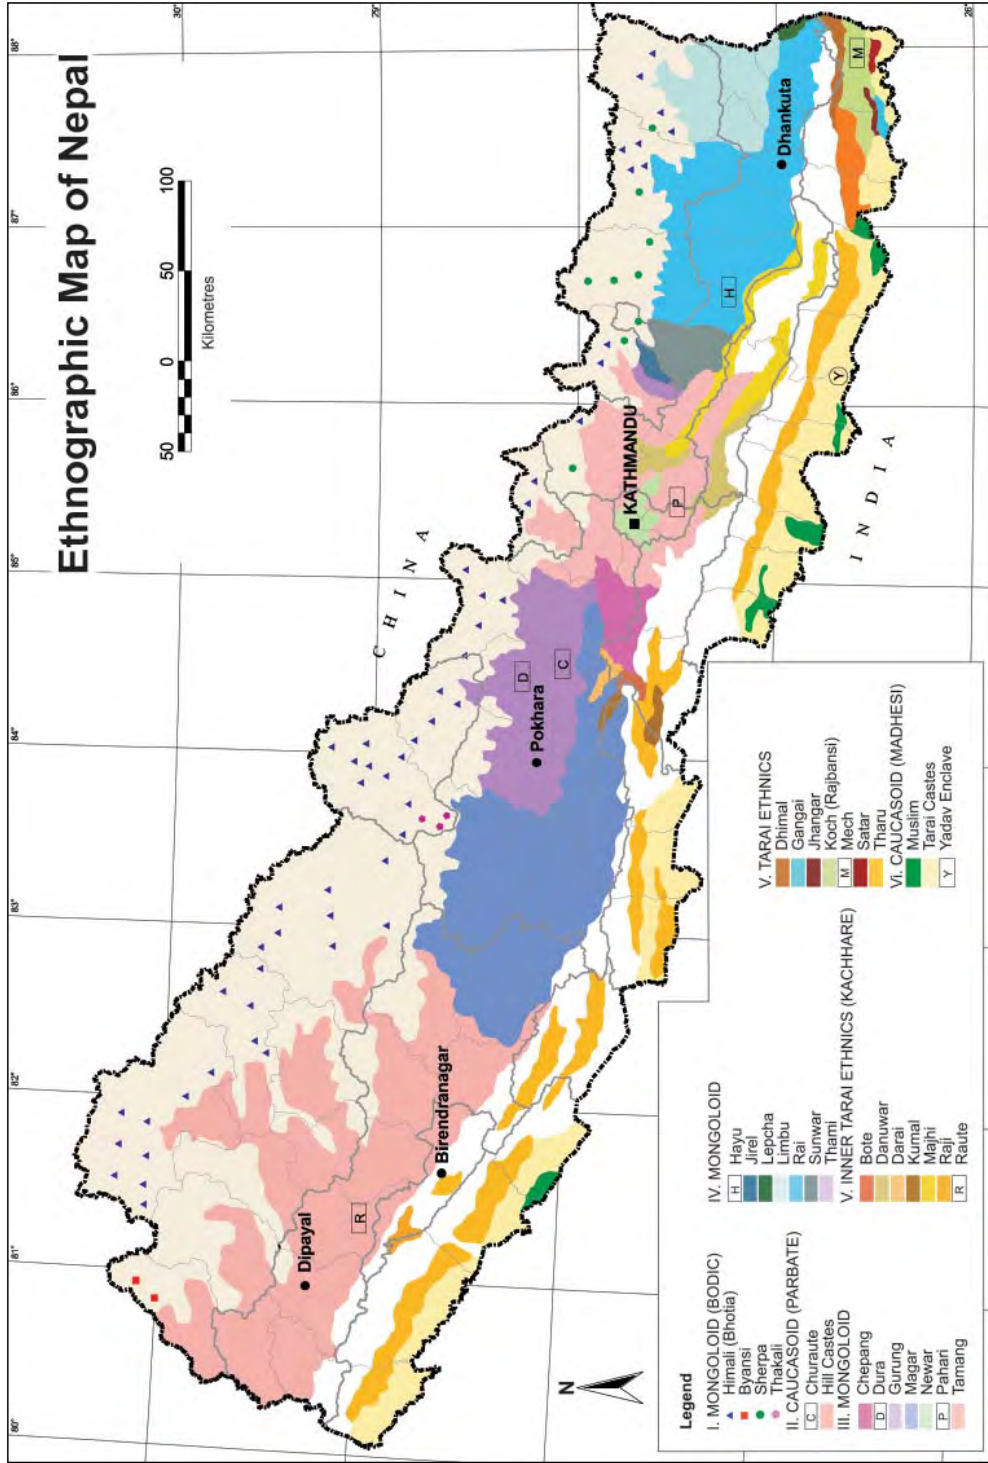 Ethnographic Map of Nepal
50 0 50 100
Kilometres
80° 81° 82° 83° 84° 85° 86° 87° 88°
30°
29°
29°
26°
CHINA
INDIA
N
Dipayal
Birendranagar
Pokhara
KATHMANDU
Dhankuta
R
D
C
P
H
M
Y
Legend
I. MONGOLOID (BODIC)
Himali (Bhotia)
Byansi
Sherpa
Thakali
II. CAUCASOID (PARBATE)
C Churaute
Hill Castes
III. MONGOLOID
Chepang
D Dura
Gurung
Magar
Newar
P Pahari
Tamang
IV. MONGOLOID
H Hayu
Jirel
Lepcha
Limbu
Rai
Sunwar
Thami
V. INNER TARAI ETHNICS (KACHHARE)
Bote
Danuwar
Darai
Kumal
Majhi
Raji
R Raute
V. TARAI ETHNICS
Dhimal
Gangai
Jhangar
Koch (Rajbansi)
M Mech
Satar
Tharu
VI. CAUCASOID (MADHESI)
Muslim
Tarai Castes
Y Yadav Enclave